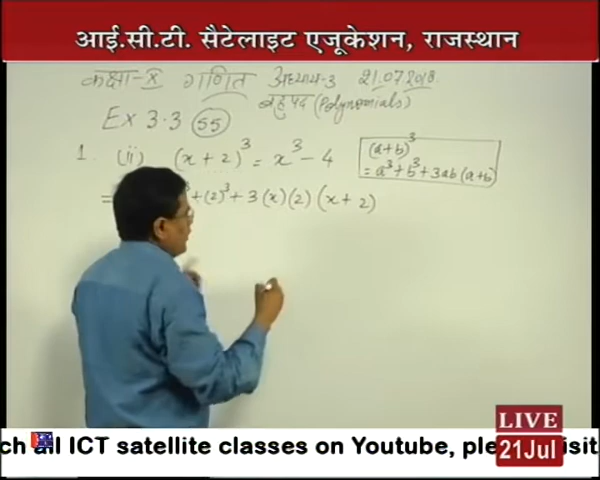 आई.सी.टी. सैटेलाइट एजूकेशन, राजस्थान
कक्षा-X गणित अध्याय-3 21.07.2018
बहुपद (Polynomials)
Ex 3.3 (55)
1. (ii) (x + 2)³ = x³ - 4
(a+b)³
= a³ + b³ + 3ab (a+b)
= + (2)³ + 3 (x) (2) (x + 2)
LIVE
21Jul
ch all ICT satellite classes on Youtube, isit